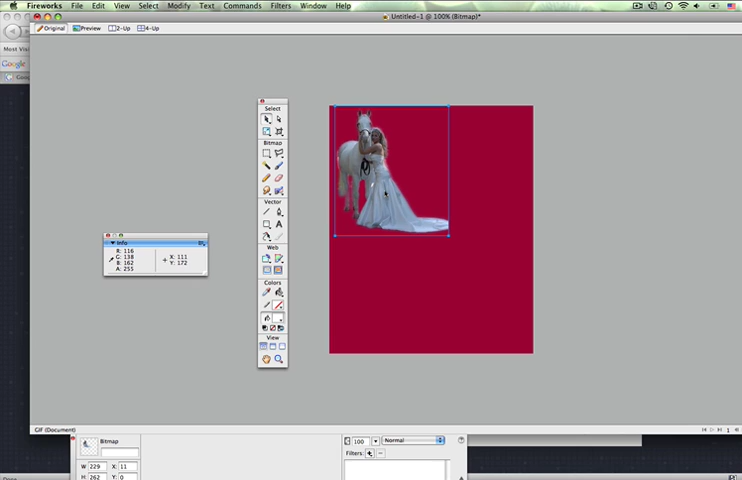 Fireworks File Edit View Select Modify Text Commands Filters Window Help
Untitled-1 @ 100% (Bitmap)*
Original Preview 2-Up 4-Up
Most Vis
Google
Goo
Select
Bitmap
Vector
A
Web
Colors
View
Info
R: 116
G: 138
B: 162
A: 255
X: 111
Y: 172
GIF (Document)
1
Bitmap
W 229 X: 11
H 262 Y: 0
100 Normal
Filters:
Done